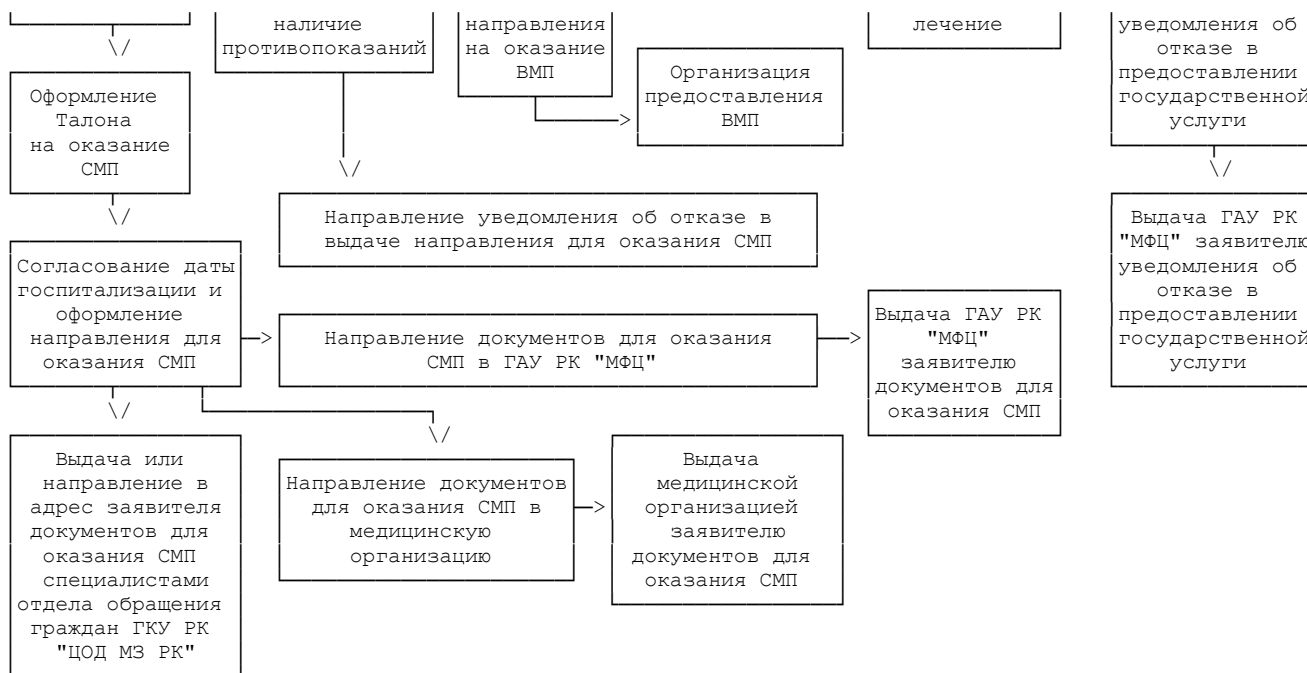 наличие
противопоказаний
направления
на оказание
ВМП
лечение
уведомления об
отказе в
предоставлении
государственной
услуги
Организация
предоставления
ВМП
\/
Оформление
Талона
на оказание
СМП
\/
\/
\/
Направление уведомления об отказе в
выдаче направления для оказания СМП
Выдача ГАУ РК
"МФЦ" заявителю
уведомления об
отказе в
предоставлении
государственной
услуги
Согласование даты
госпитализации и
оформление
направления для
оказания СМП
Направление документов для оказания
СМП в ГАУ РК "МФЦ"
Выдача ГАУ РК
"МФЦ"
заявителю
документов для
оказания СМП
\/
\/
Выдача или
направление в
адрес заявителя
документов для
оказания СМП
специалистами
отдела обращения
граждан ГКУ РК
"ЦОД МЗ РК"
Направление документов
для оказания СМП в
медицинскую
организацию
Выдача
медицинской
организацией
заявителю
документов для
оказания СМП